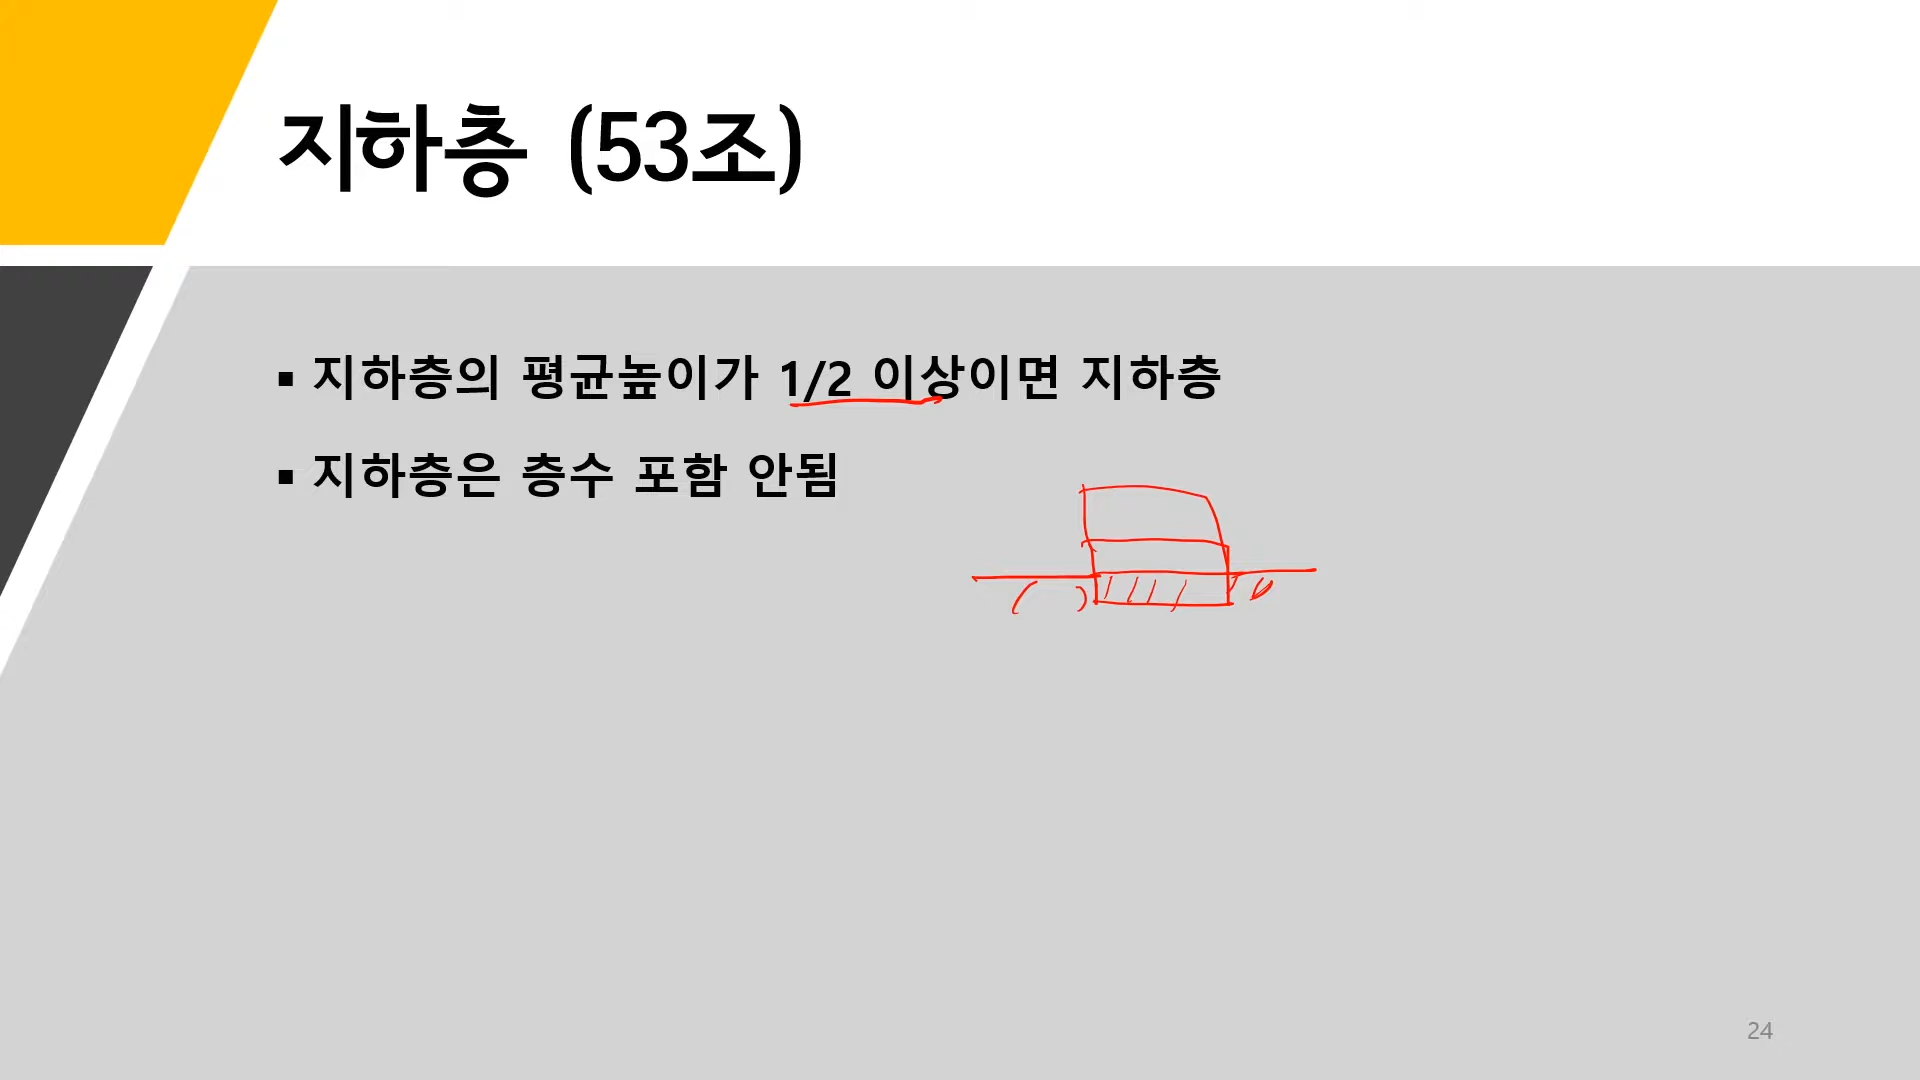 지하층 (53조)
▪ 지하층의 평균높이가 1/2 이상이면 지하층
▪ 지하층은 층수 포함 안됨
24